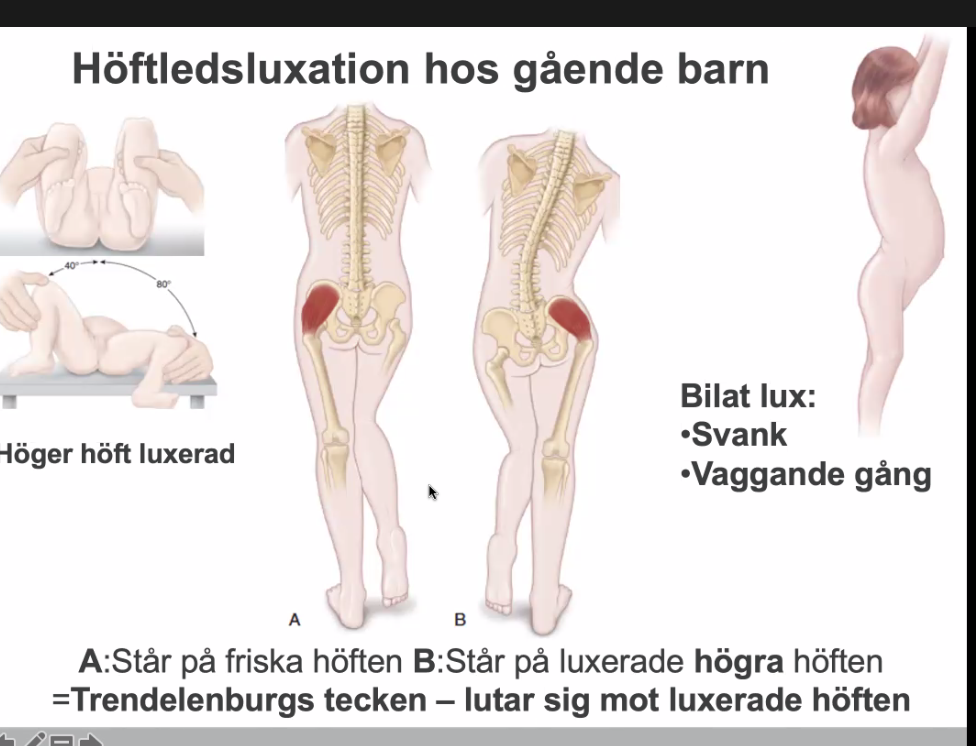 Höftledsluxation hos gående barn
40°
80°
Höger höft luxerad
Bilat lux:
•Svank
•Vaggande gång
A
B
A:Står på friska höften B:Står på luxerade högra höften
=Trendelenburgs tecken – lutar sig mot luxerade höften